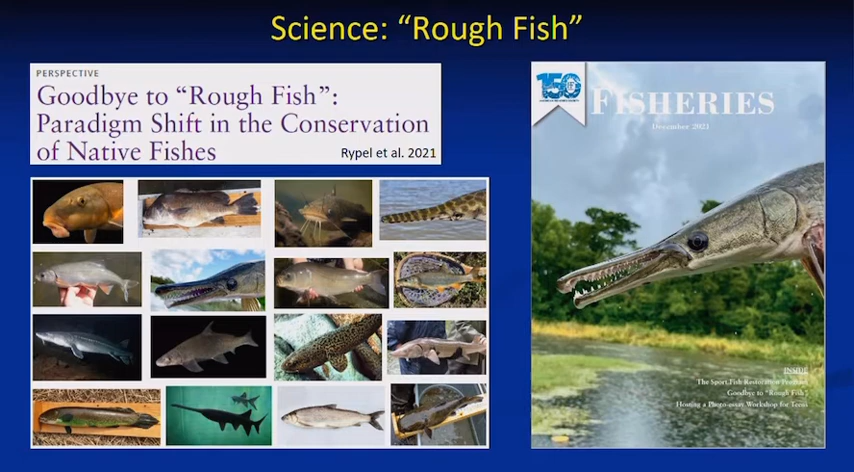 Science: “Rough Fish”
PERSPECTIVE
Goodbye to “Rough Fish”:
Paradigm Shift in the Conservation
of Native Fishes
Rypel et al. 2021
150
FISHERIES
December 2021
INSIDE
The Sport Fish Restoration Program
Goodbye to “Rough Fish”
Hosting a Photo-assay Workshop for Teens